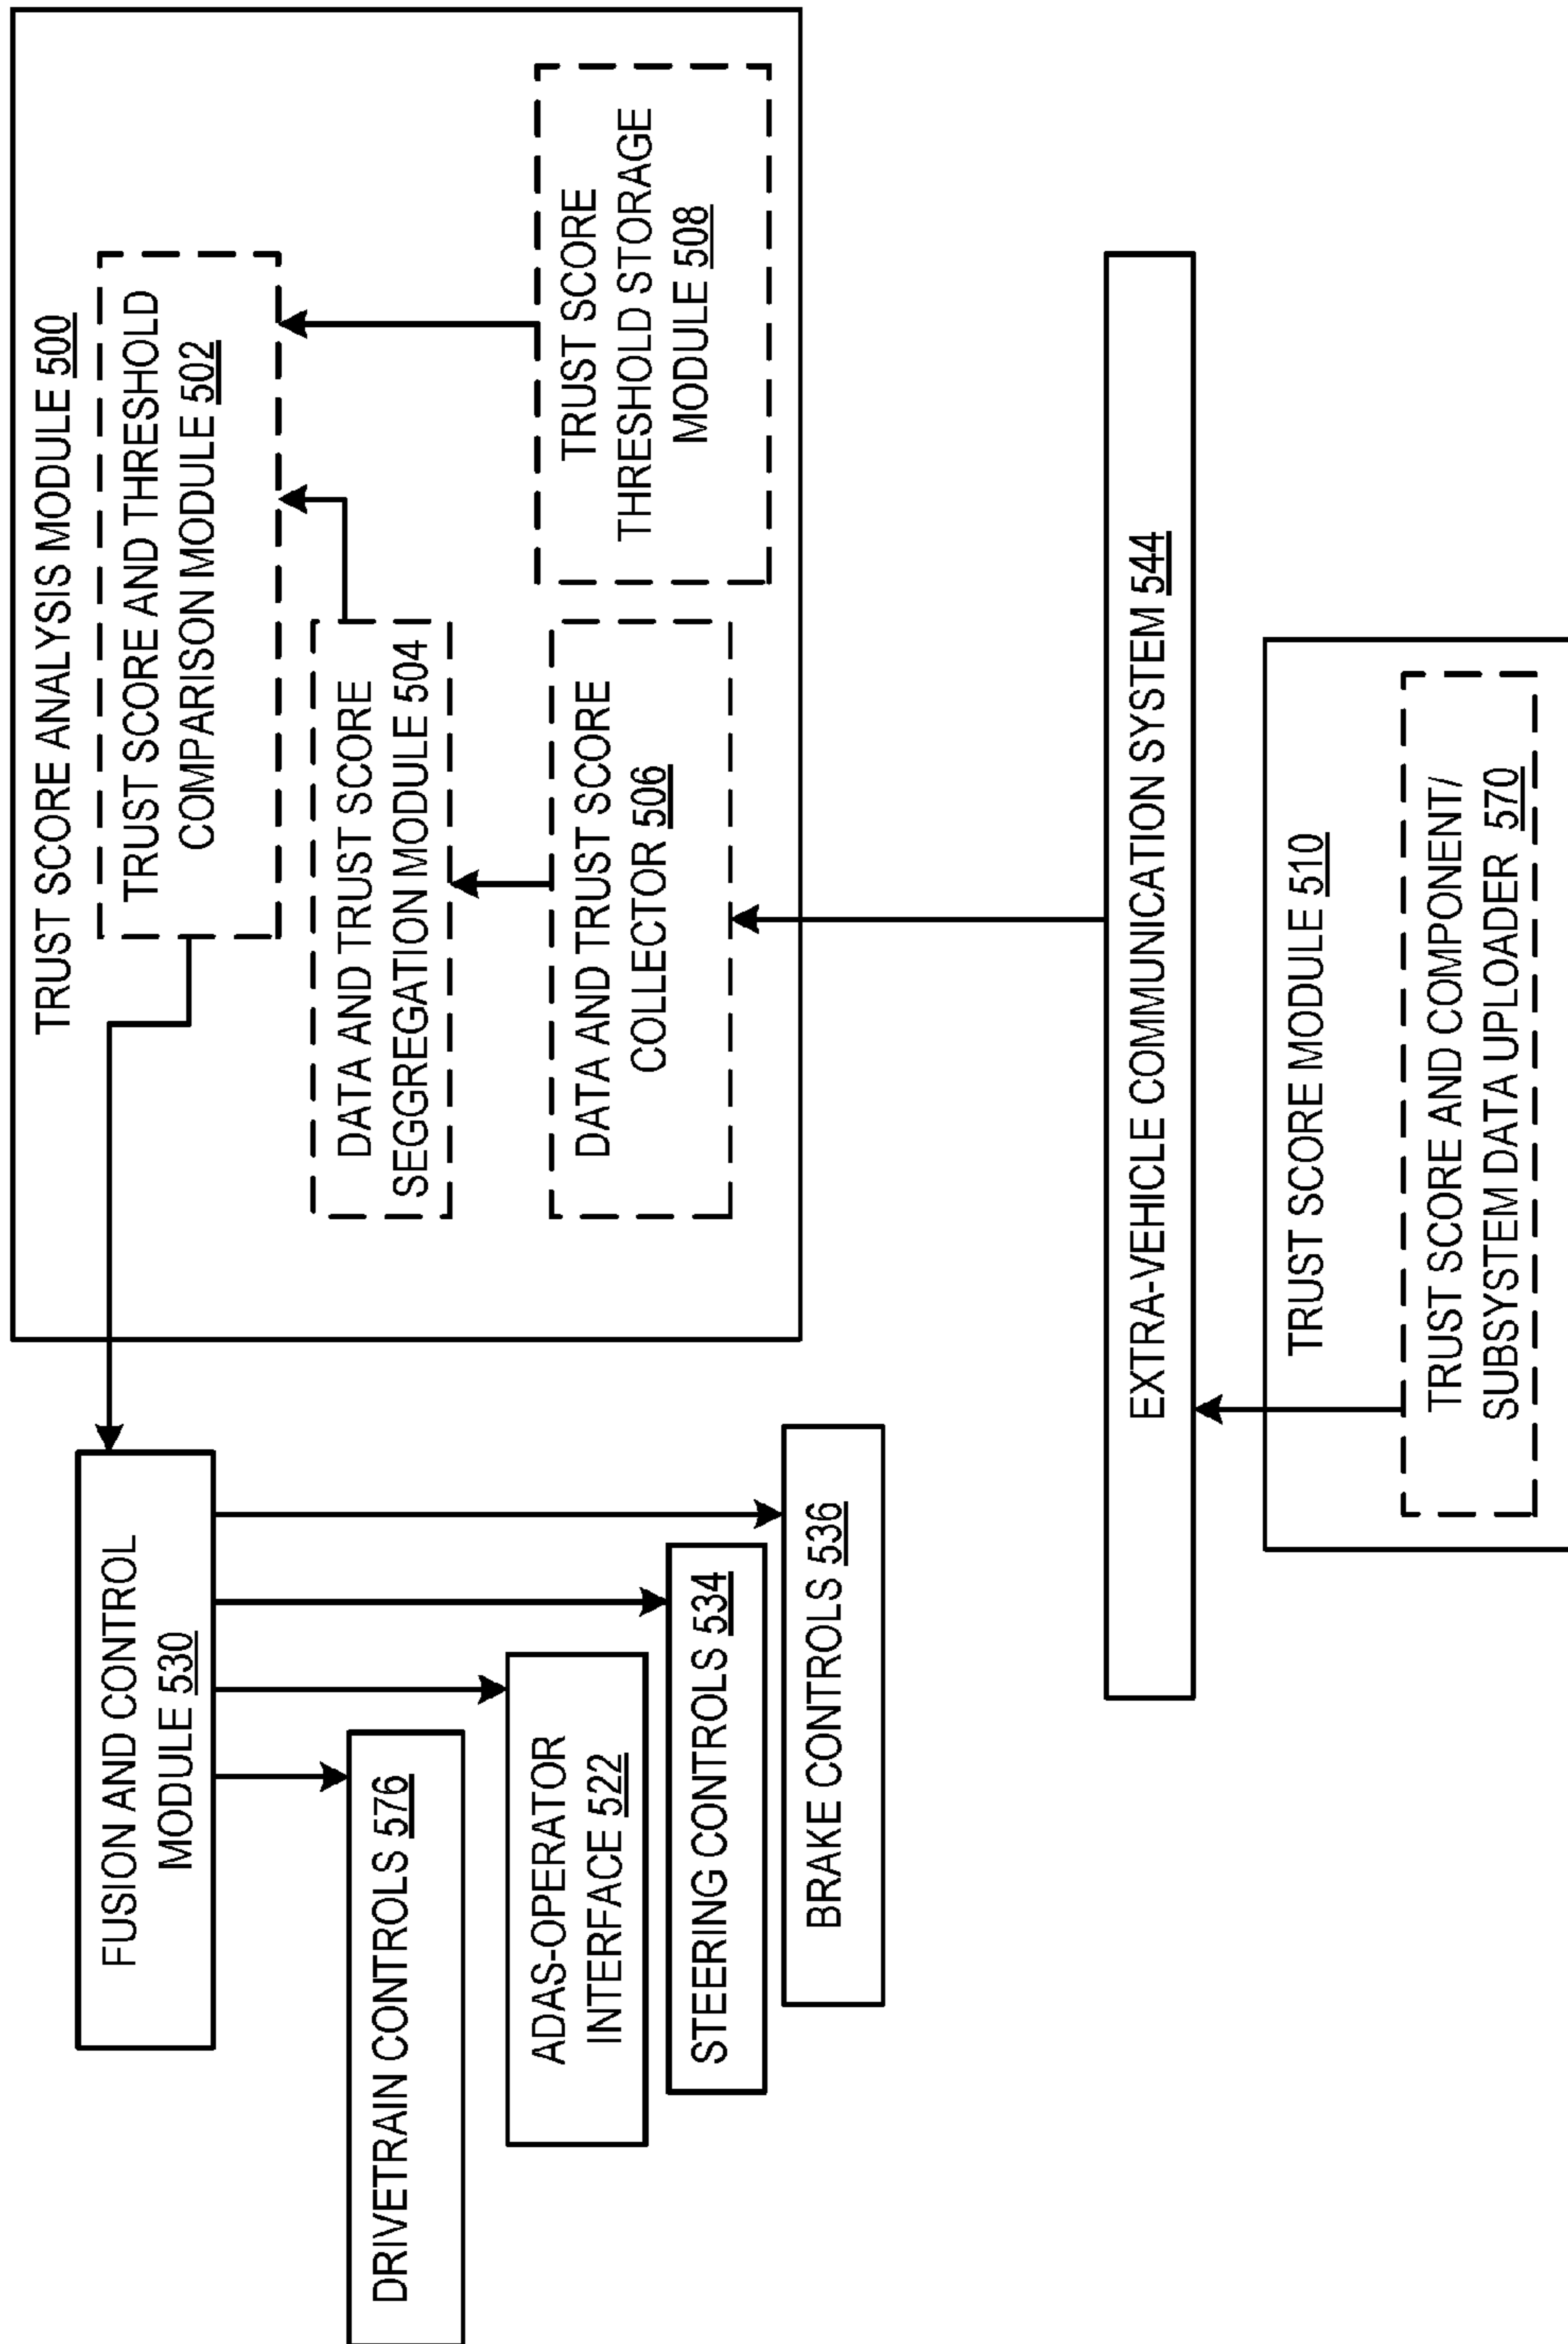 FUSION AND CONTROL
MODULE 530
DRIVETRAIN CONTROLS 576
ADAS-OPERATOR
INTERFACE 522
STEERING CONTROLS 534
BRAKE CONTROLS 536
TRUST SCORE ANALYSIS MODULE 500
TRUST SCORE AND THRESHOLD
COMPARISON MODULE 502
DATA AND TRUST SCORE
SEGGREGATION MODULE 504
DATA AND TRUST SCORE
COLLECTOR 506
TRUST SCORE
THRESHOLD STORAGE
MODULE 508
EXTRA-VEHICLE COMMUNICATION SYSTEM 544
TRUST SCORE MODULE 510
TRUST SCORE AND COMPONENT/
SUBSYSTEM DATA UPLOADER 570